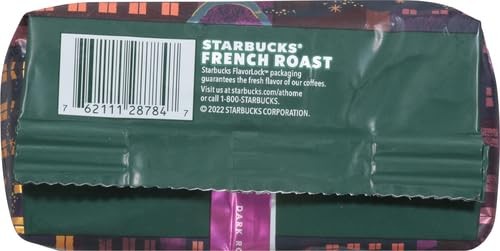 STARBUCKS®
FRENCH ROAST
Starbucks FlavorLock™ packaging
guarantees the fresh flavor of our coffees.
Visit us at starbucks.com/athome
or call 1-800-STARBUCKS.
© 2022 STARBUCKS CORPORATION.
7 62111 28784 7
DARK